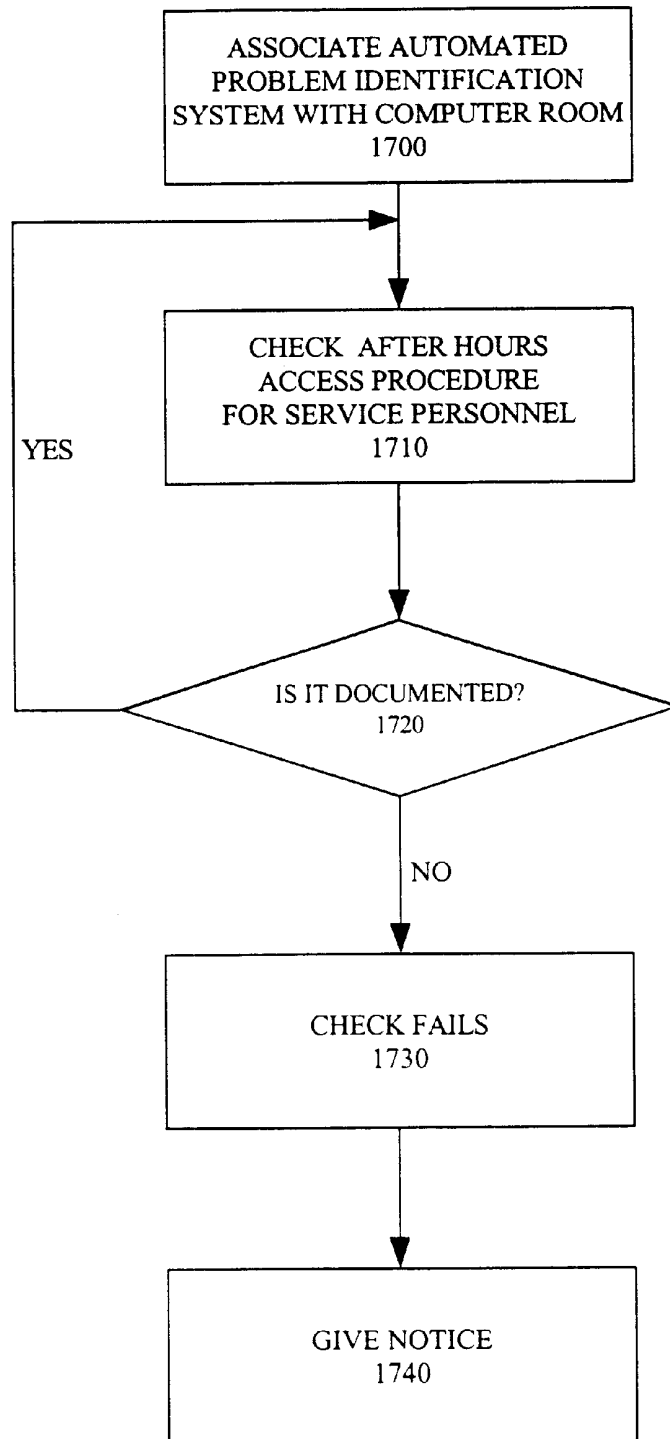 ASSOCIATE AUTOMATED
PROBLEM IDENTIFICATION
SYSTEM WITH COMPUTER ROOM
1700
CHECK AFTER HOURS
ACCESS PROCEDURE
FOR SERVICE PERSONNEL
1710
YES
IS IT DOCUMENTED?
1720
NO
CHECK FAILS
1730
GIVE NOTICE
1740